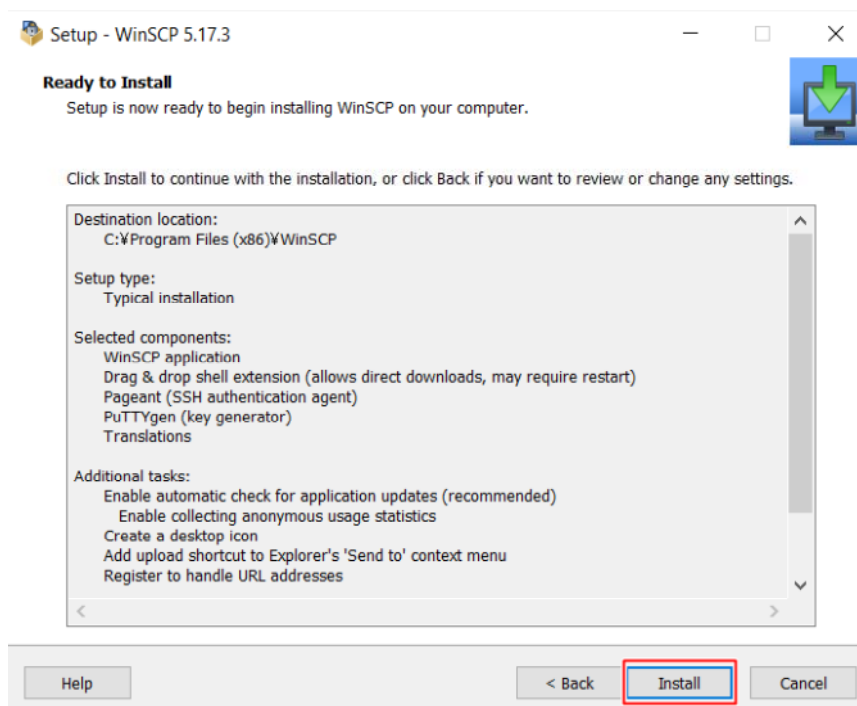 Setup - WinSCP 5.17.3
Ready to Install
Setup is now ready to begin installing WinSCP on your computer.
Click Install to continue with the installation, or click Back if you want to review or change any settings.
Destination location:
C:¥Program Files (x86)¥WinSCP
Setup type:
Typical installation
Selected components:
WinSCP application
Drag & drop shell extension (allows direct downloads, may require restart)
Pageant (SSH authentication agent)
PuTTYgen (key generator)
Translations
Additional tasks:
Enable automatic check for application updates (recommended)
Enable collecting anonymous usage statistics
Create a desktop icon
Add upload shortcut to Explorer's 'Send to' context menu
Register to handle URL addresses
Help
< Back
Install
Cancel